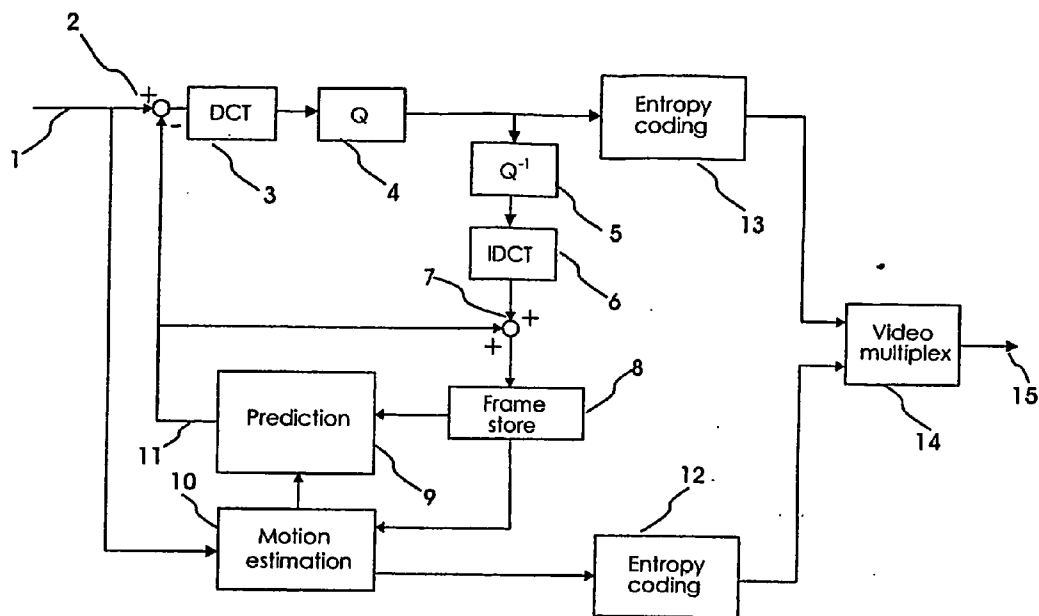 2
+
-
DCT
Q
Entropy
coding
1
3
4
Q-1
5
13
IDCT
6
7
+
+
8
Video
multiplex
Frame
store
Prediction
14
15
11
9
10
12
Motion
estimation
Entropy
coding